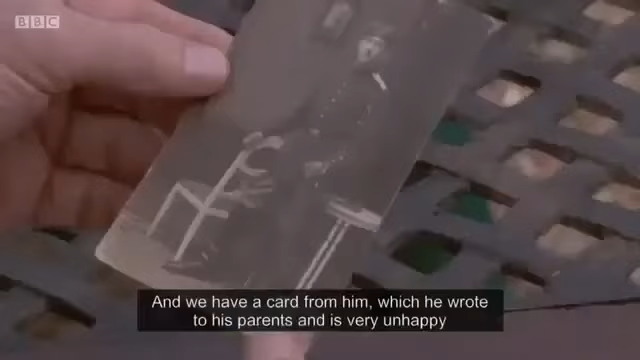 BBC
And we have a card from him, which he wrote
to his parents and is very unhappy